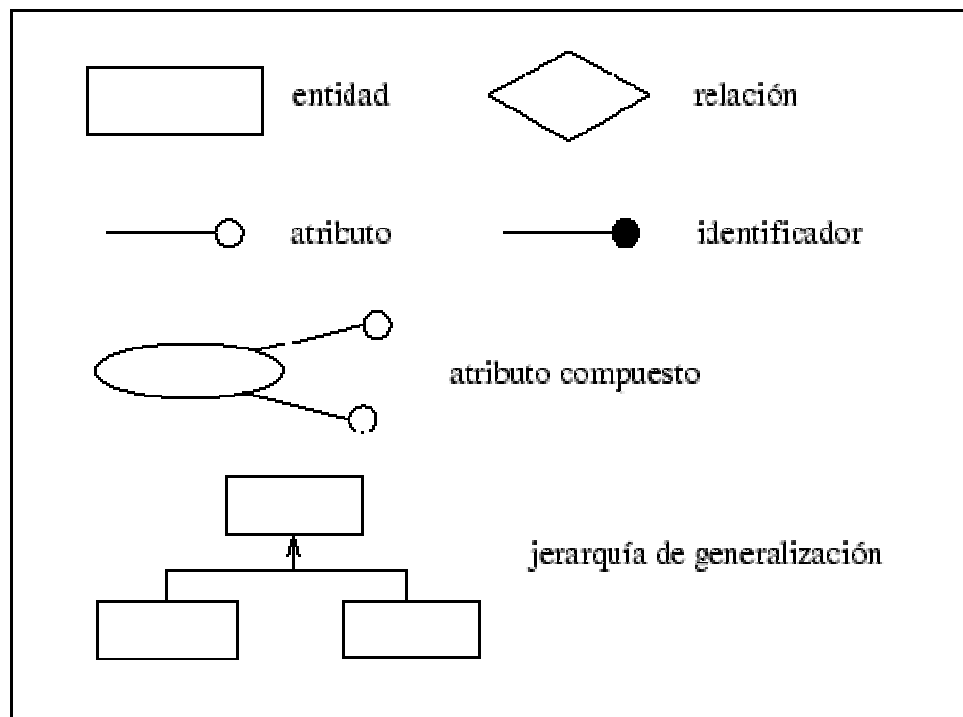 entidad
relación
atributo
identificador
atributo compuesto
jerarquía de generalización